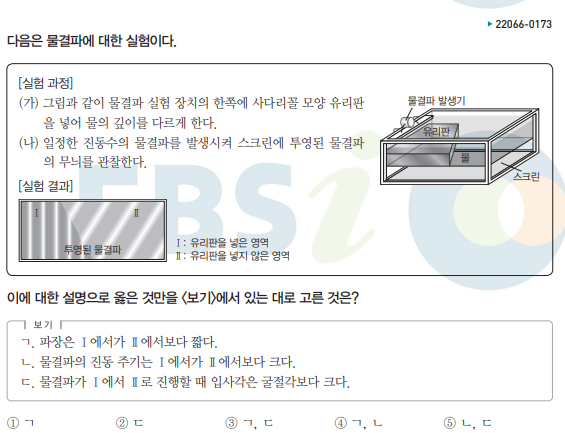 ▶ 22066-0173
다음은 물결파에 대한 실험이다.
[실험 과정]
(가) 그림과 같이 물결파 실험 장치의 한쪽에 사다리꼴 모양 유리판
을 넣어 물의 깊이를 다르게 한다.
(나) 일정한 진동수의 물결파를 발생시켜 스크린에 투영된 물결파
의 무늬를 관찰한다.
물결파 발생기
유리판
물
스크린
[실험 결과]
Ⅰ
Ⅱ
투영된 물결파
Ⅰ : 유리판을 넣은 영역
Ⅱ : 유리판을 넣지 않은 영역
이에 대한 설명으로 옳은 것만을 <보기>에서 있는 대로 고른 것은?
보기
ㄱ. 파장은 Ⅰ에서가 Ⅱ에서보다 짧다.
ㄴ. 물결파의 진동 주기는 Ⅰ에서가 Ⅱ에서보다 크다.
ㄷ. 물결파가 Ⅰ에서 Ⅱ로 진행할 때 입사각은 굴절각보다 크다.
① ㄱ ② ㄷ ③ ㄱ, ㄷ ④ ㄱ, ㄴ ⑤ ㄴ, ㄷ
EBSi